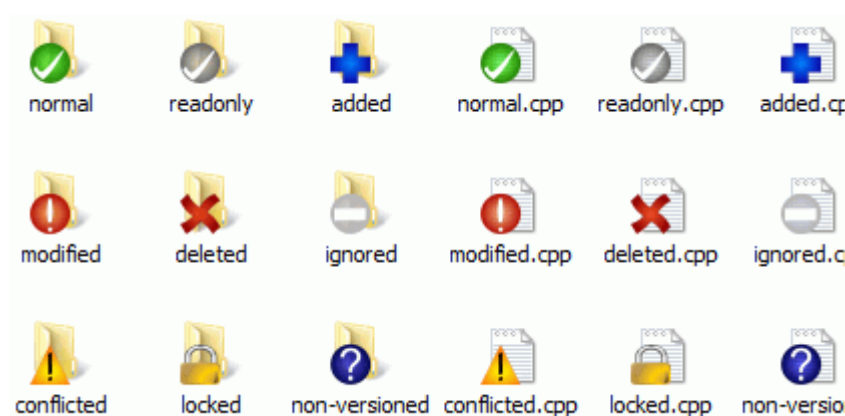 normal readonly added normal.cpp readonly.cpp added.cp
modified deleted ignored modified.cpp deleted.cpp ignored.c
conflicted locked non-versioned conflicted.cpp locked.cpp non-versio